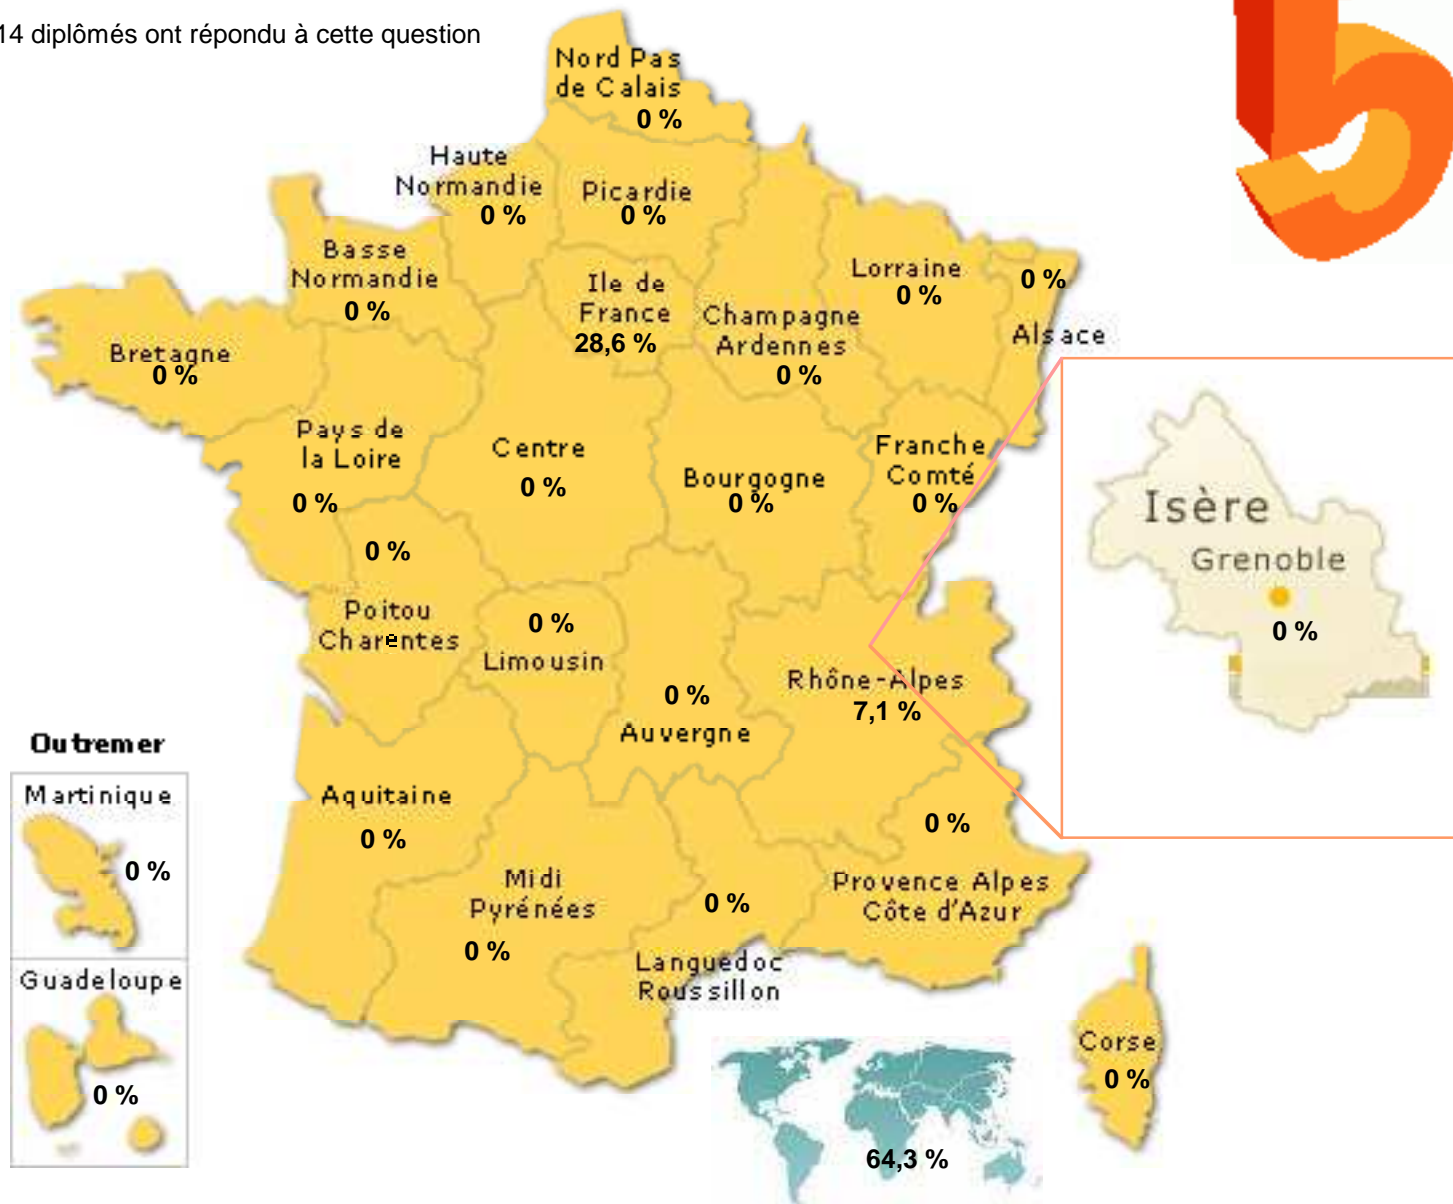 14 diplômés ont répondu à cette question
Nord Pas
de Calais
0 %
Haute
Normandie
0 %
Picardie
0 %
Basse
Normandie
0 %
Ile de
France
28,6 %
Champagne
Ardennes
0 %
Lorraine
0 %
0 %
Alsace
Bretagne
0 %
Pays de
la Loire
0 %
Centre
0 %
Bourgogne
0 %
Franche
Comté
0 %
Isère
Grenoble
0 %
0 %
Poitou
Charentes
0 %
Limousin
0 %
Auvergne
Rhône-Alpes
7,1 %
Outremer
Martinique
0 %
Guadeloupe
0 %
Aquitaine
0 %
Midi
Pyrénées
0 %
0 %
Languedoc
Roussillon
0 %
Provence Alpes
Côte d'Azur
Corse
0 %
64,3 %